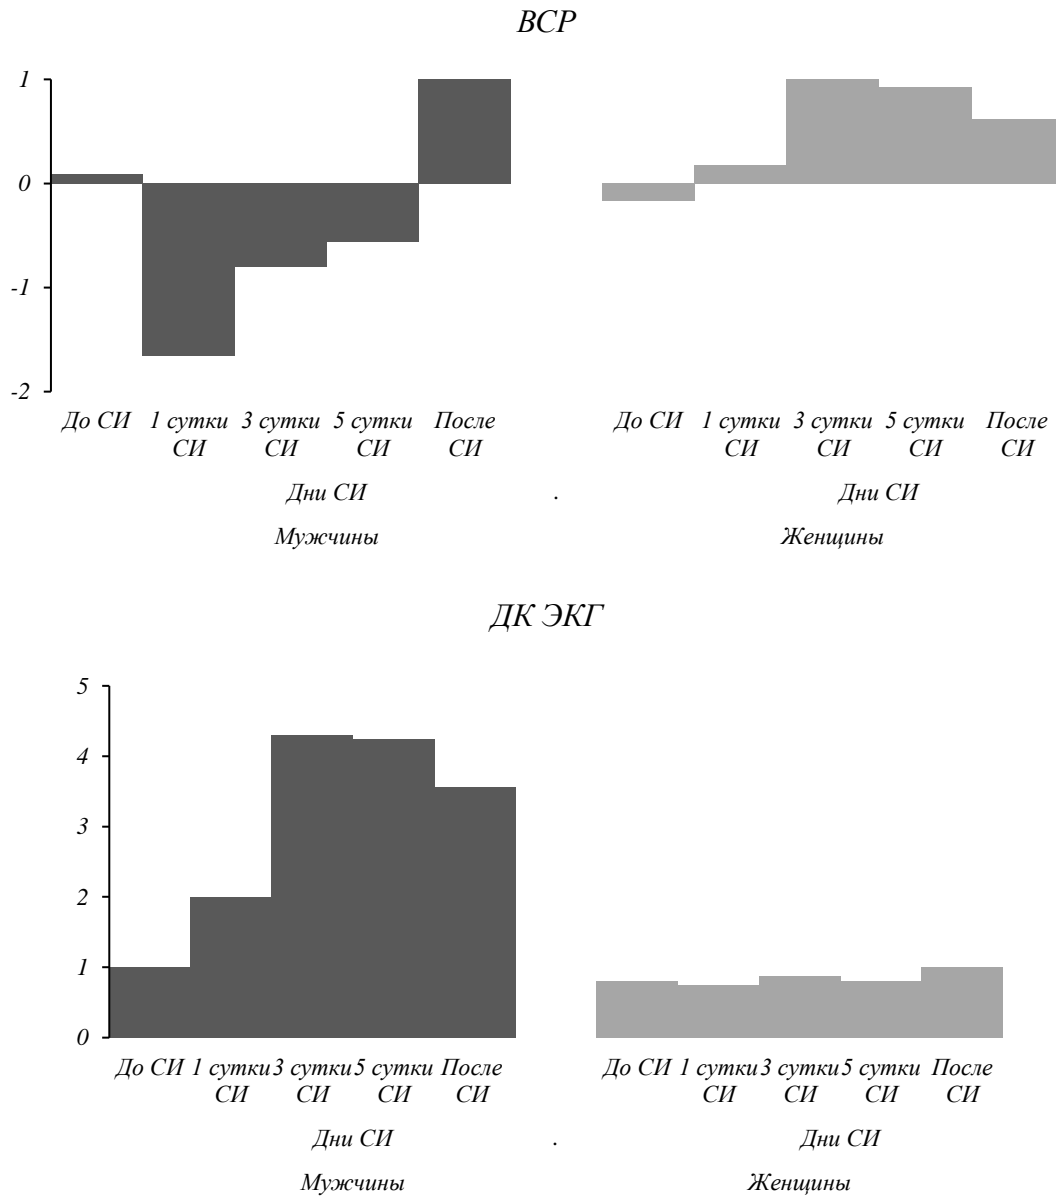 ВСР
1
0
-1
-2
До СИ 1 сутки 3 сутки 5 сутки После
СИ СИ СИ СИ
До СИ 1 сутки 3 сутки 5 сутки После
СИ СИ СИ СИ
Дни СИ . Дни СИ
Мужчины Женщины
ДК ЭКГ
5
4
3
2
1
0
До СИ 1 сутки 3 сутки 5 сутки После
СИ СИ СИ СИ
До СИ 1 сутки 3 сутки 5 сутки После
СИ СИ СИ СИ
Дни СИ . Дни СИ
Мужчины Женщины